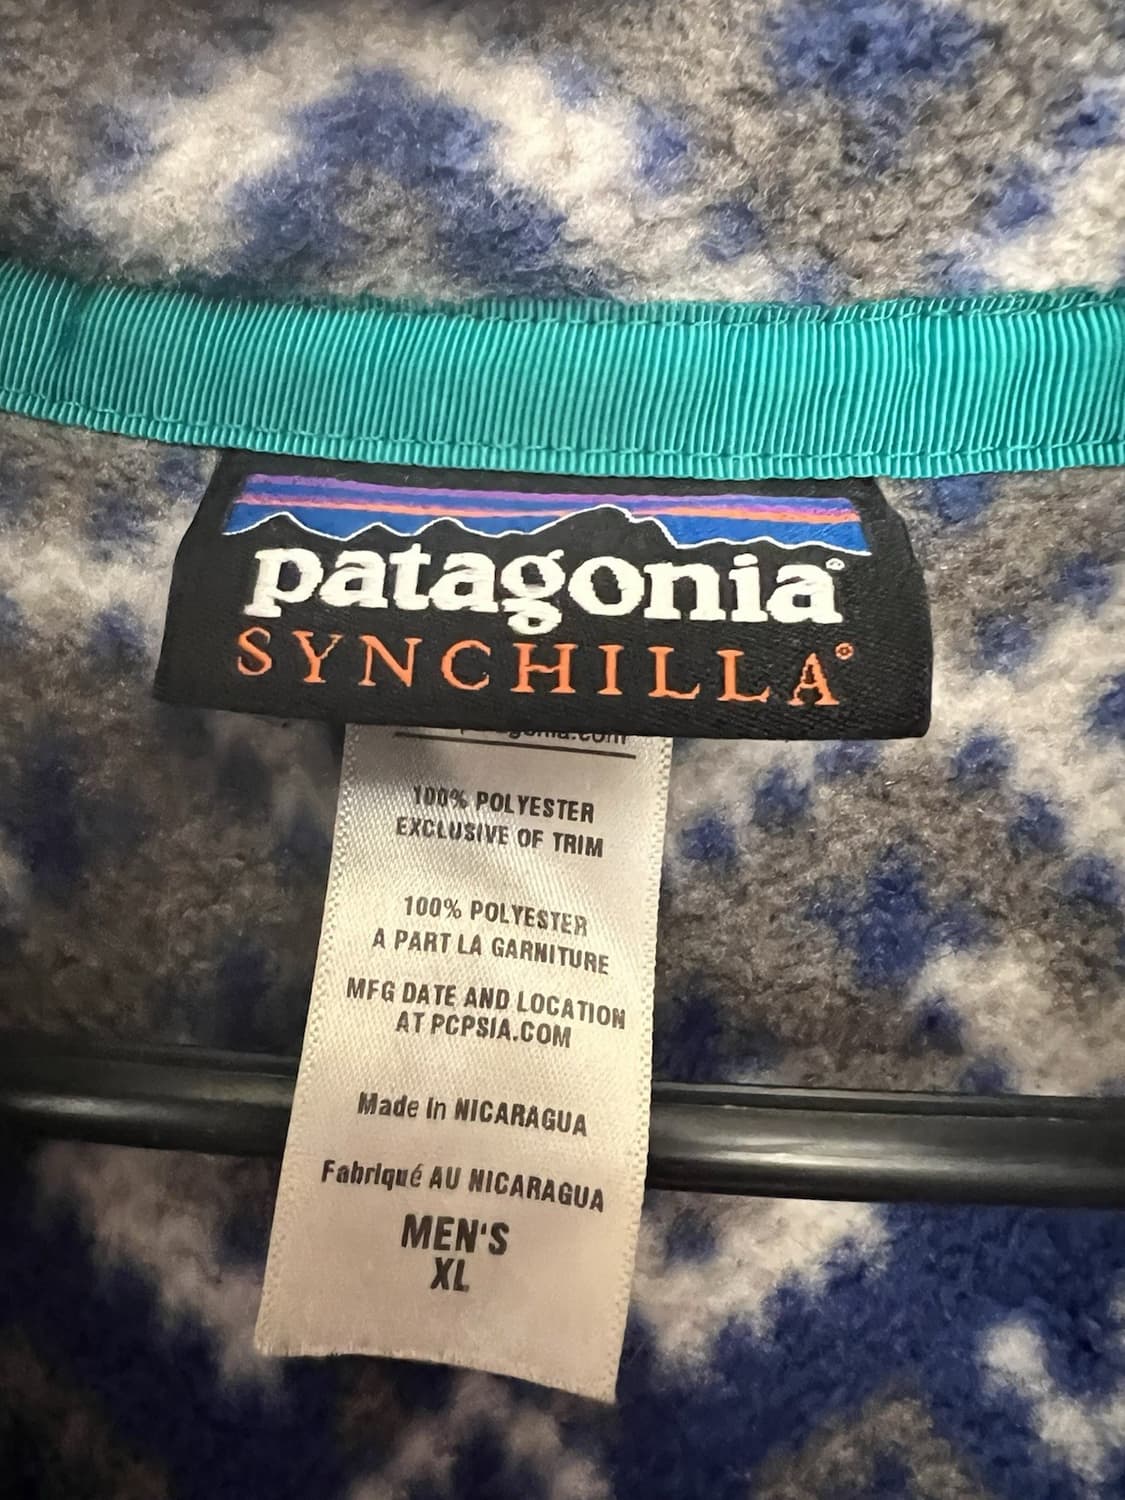 patagonia®
SYNCHILLA®
100% POLYESTER
EXCLUSIVE OF TRIM
100% POLYESTER
A PART LA GARNITURE
MFG DATE AND LOCATION
AT PCPSIA.COM
Made In NICARAGUA
Fabriqué AU NICARAGUA
MEN'S
XL